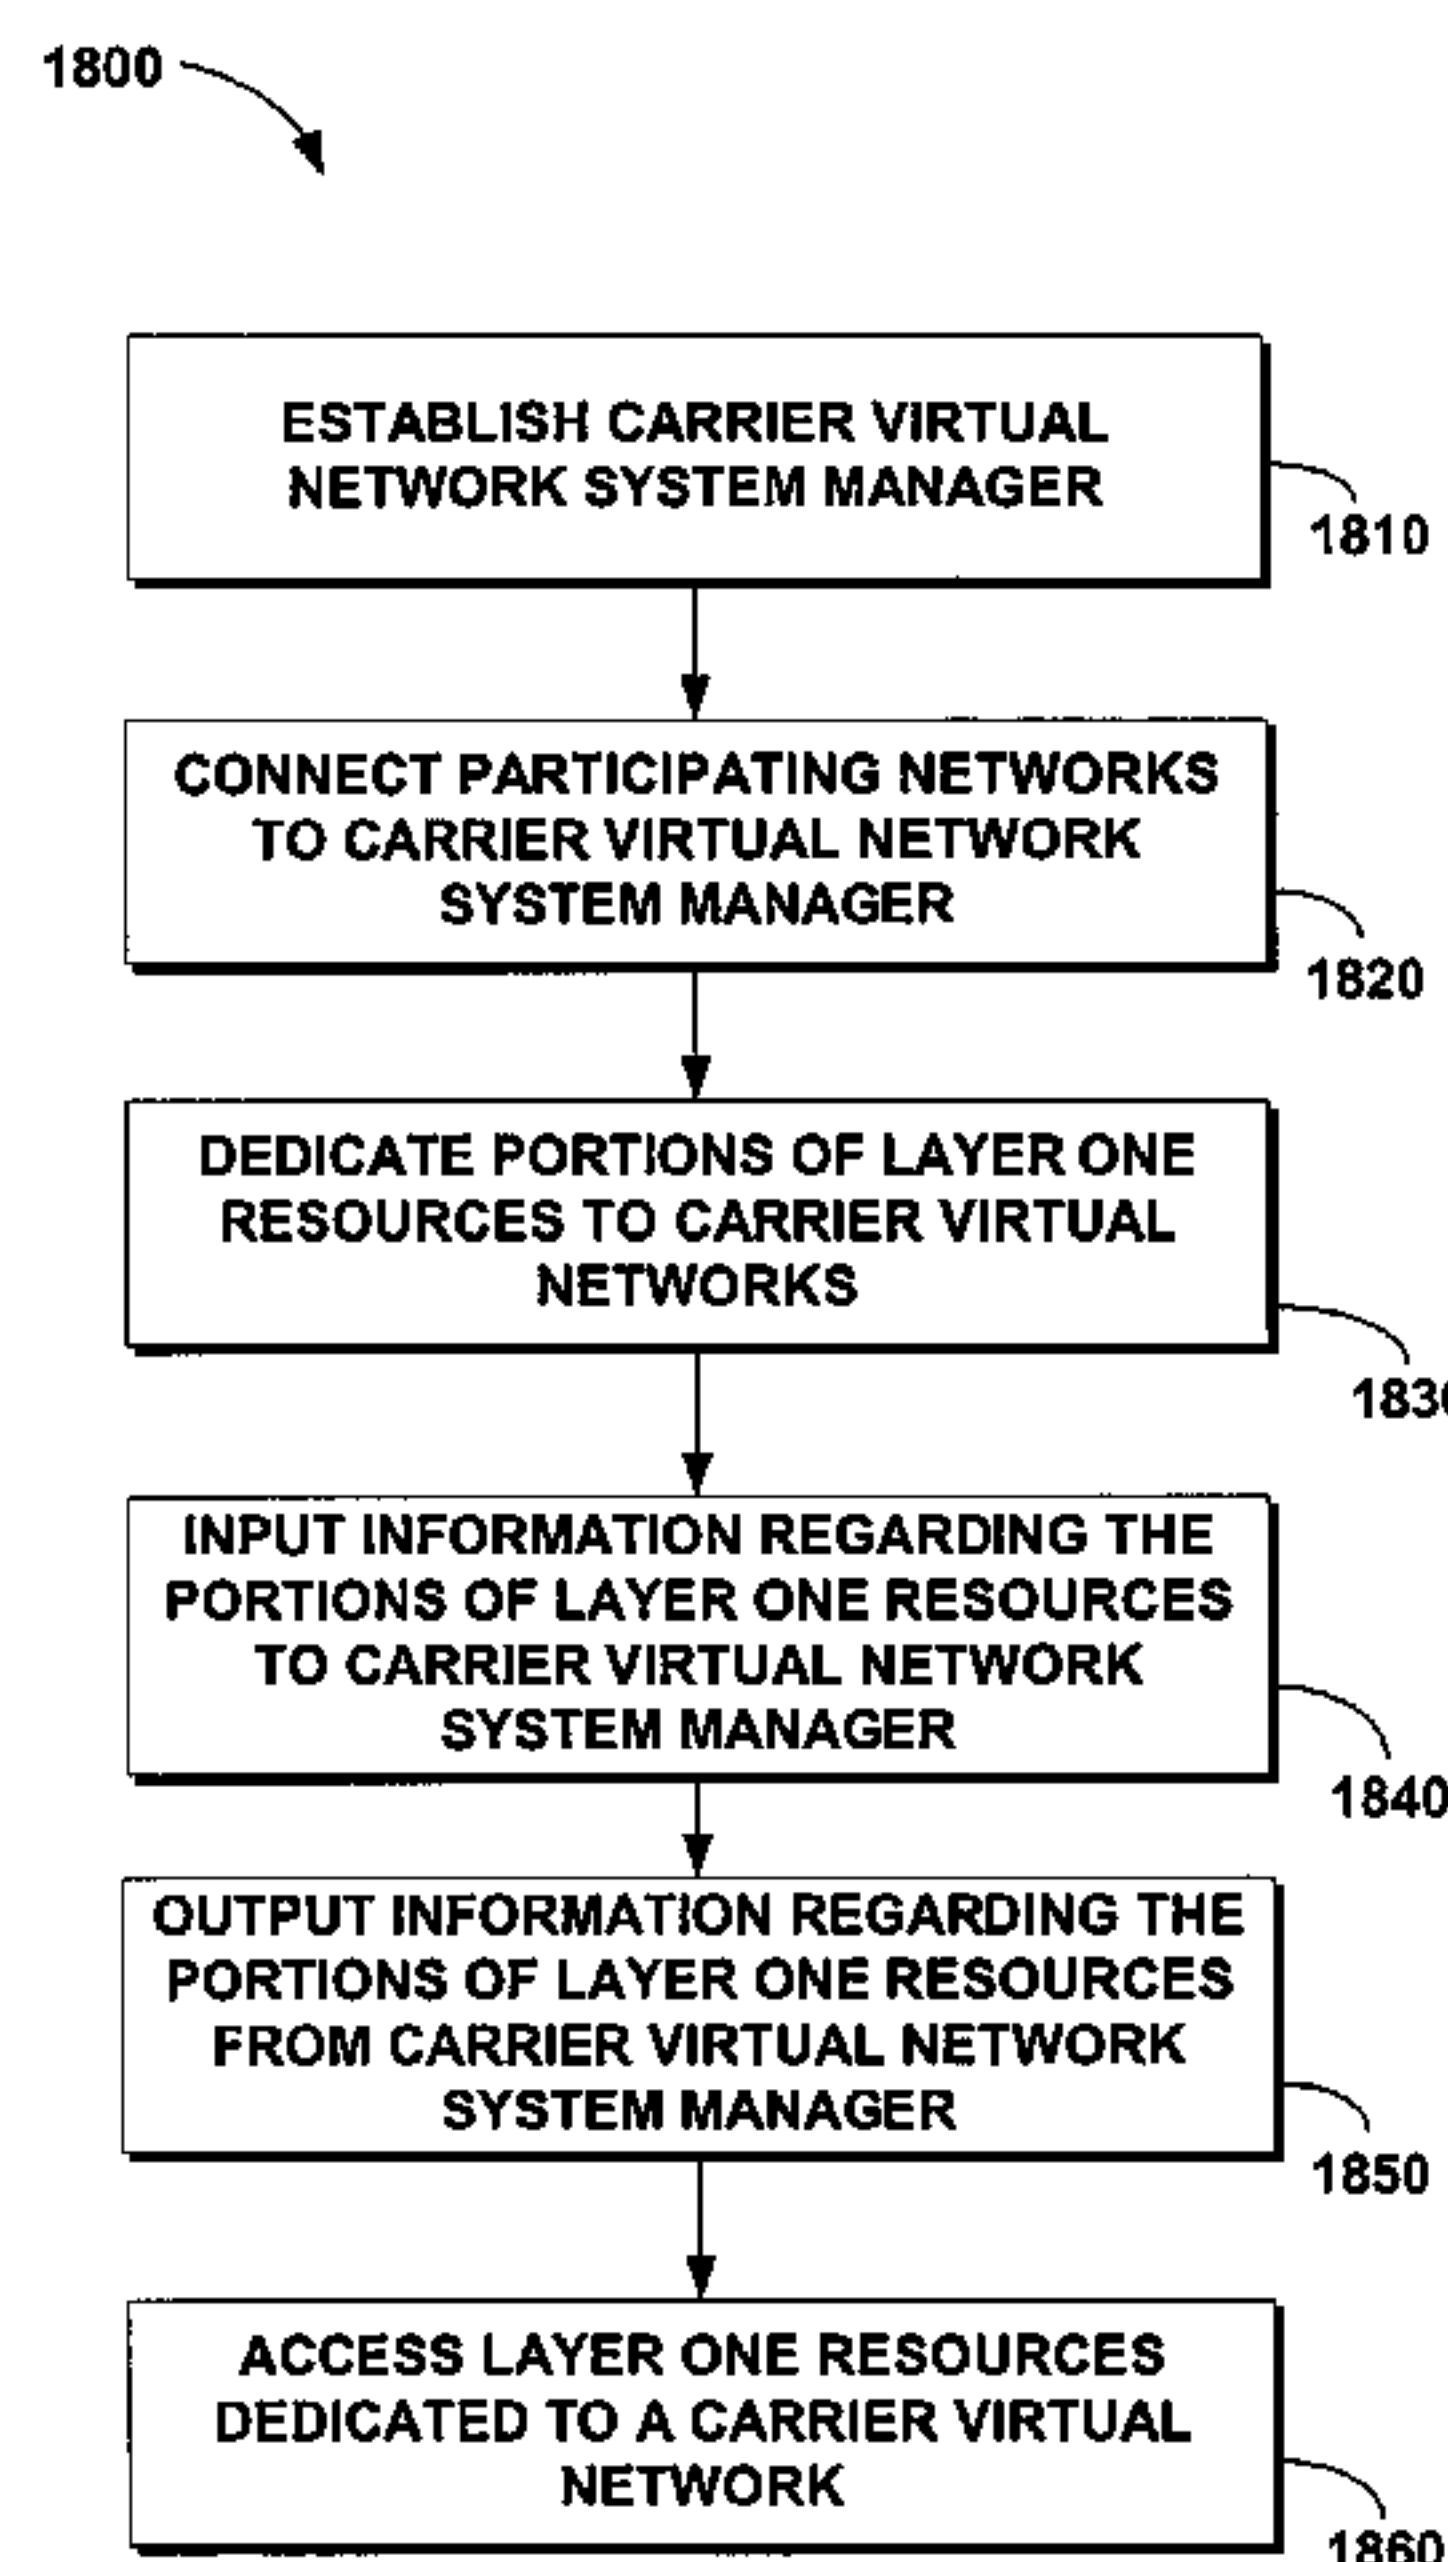 1800
ESTABLISH CARRIER VIRTUAL
NETWORK SYSTEM MANAGER
1810
CONNECT PARTICIPATING NETWORKS
TO CARRIER VIRTUAL NETWORK
SYSTEM MANAGER
1820
DEDICATE PORTIONS OF LAYER ONE
RESOURCES TO CARRIER VIRTUAL
NETWORKS
1830
INPUT INFORMATION REGARDING THE
PORTIONS OF LAYER ONE RESOURCES
TO CARRIER VIRTUAL NETWORK
SYSTEM MANAGER
1840
OUTPUT INFORMATION REGARDING THE
PORTIONS OF LAYER ONE RESOURCES
FROM CARRIER VIRTUAL NETWORK
SYSTEM MANAGER
1850
ACCESS LAYER ONE RESOURCES
DEDICATED TO A CARRIER VIRTUAL
NETWORK
1860